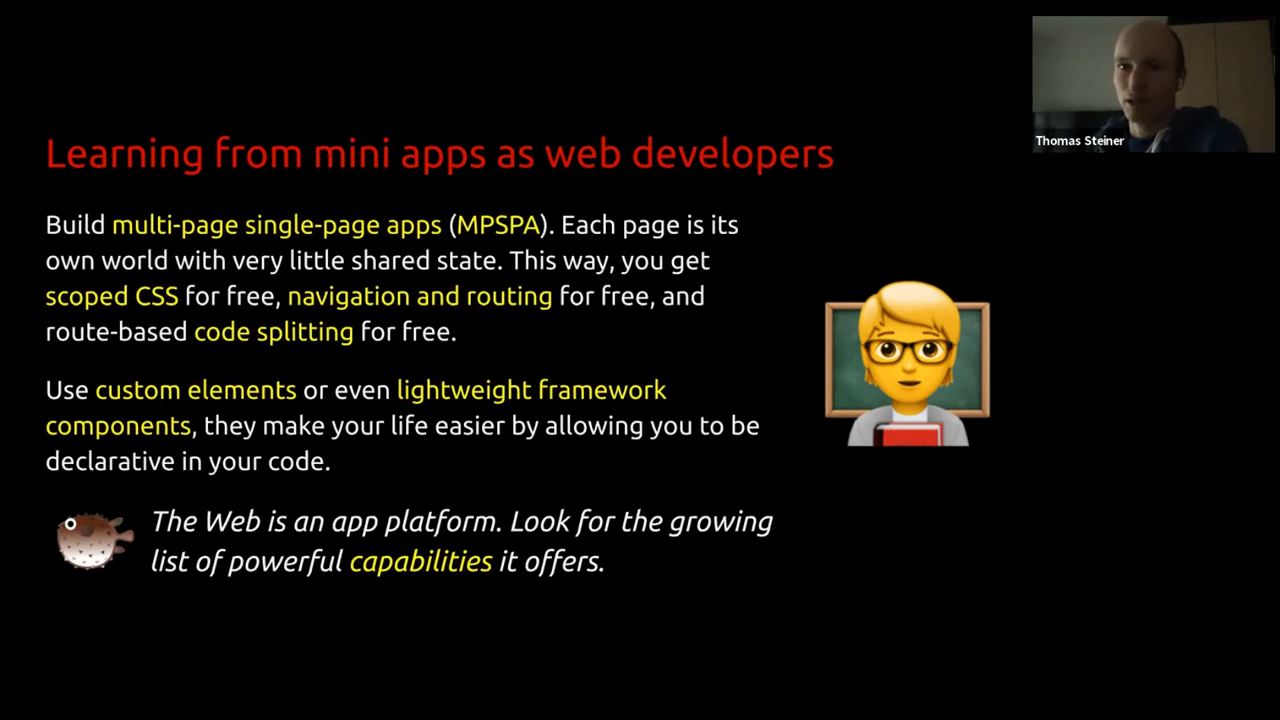 Thomas Steiner
Learning from mini apps as web developers
Build multi-page single-page apps (MPSPA). Each page is its
own world with very little shared state. This way, you get
scoped CSS for free, navigation and routing for free, and
route-based code splitting for free.
Use custom elements or even lightweight framework
components, they make your life easier by allowing you to be
declarative in your code.
The Web is an app platform. Look for the growing
list of powerful capabilities it offers.